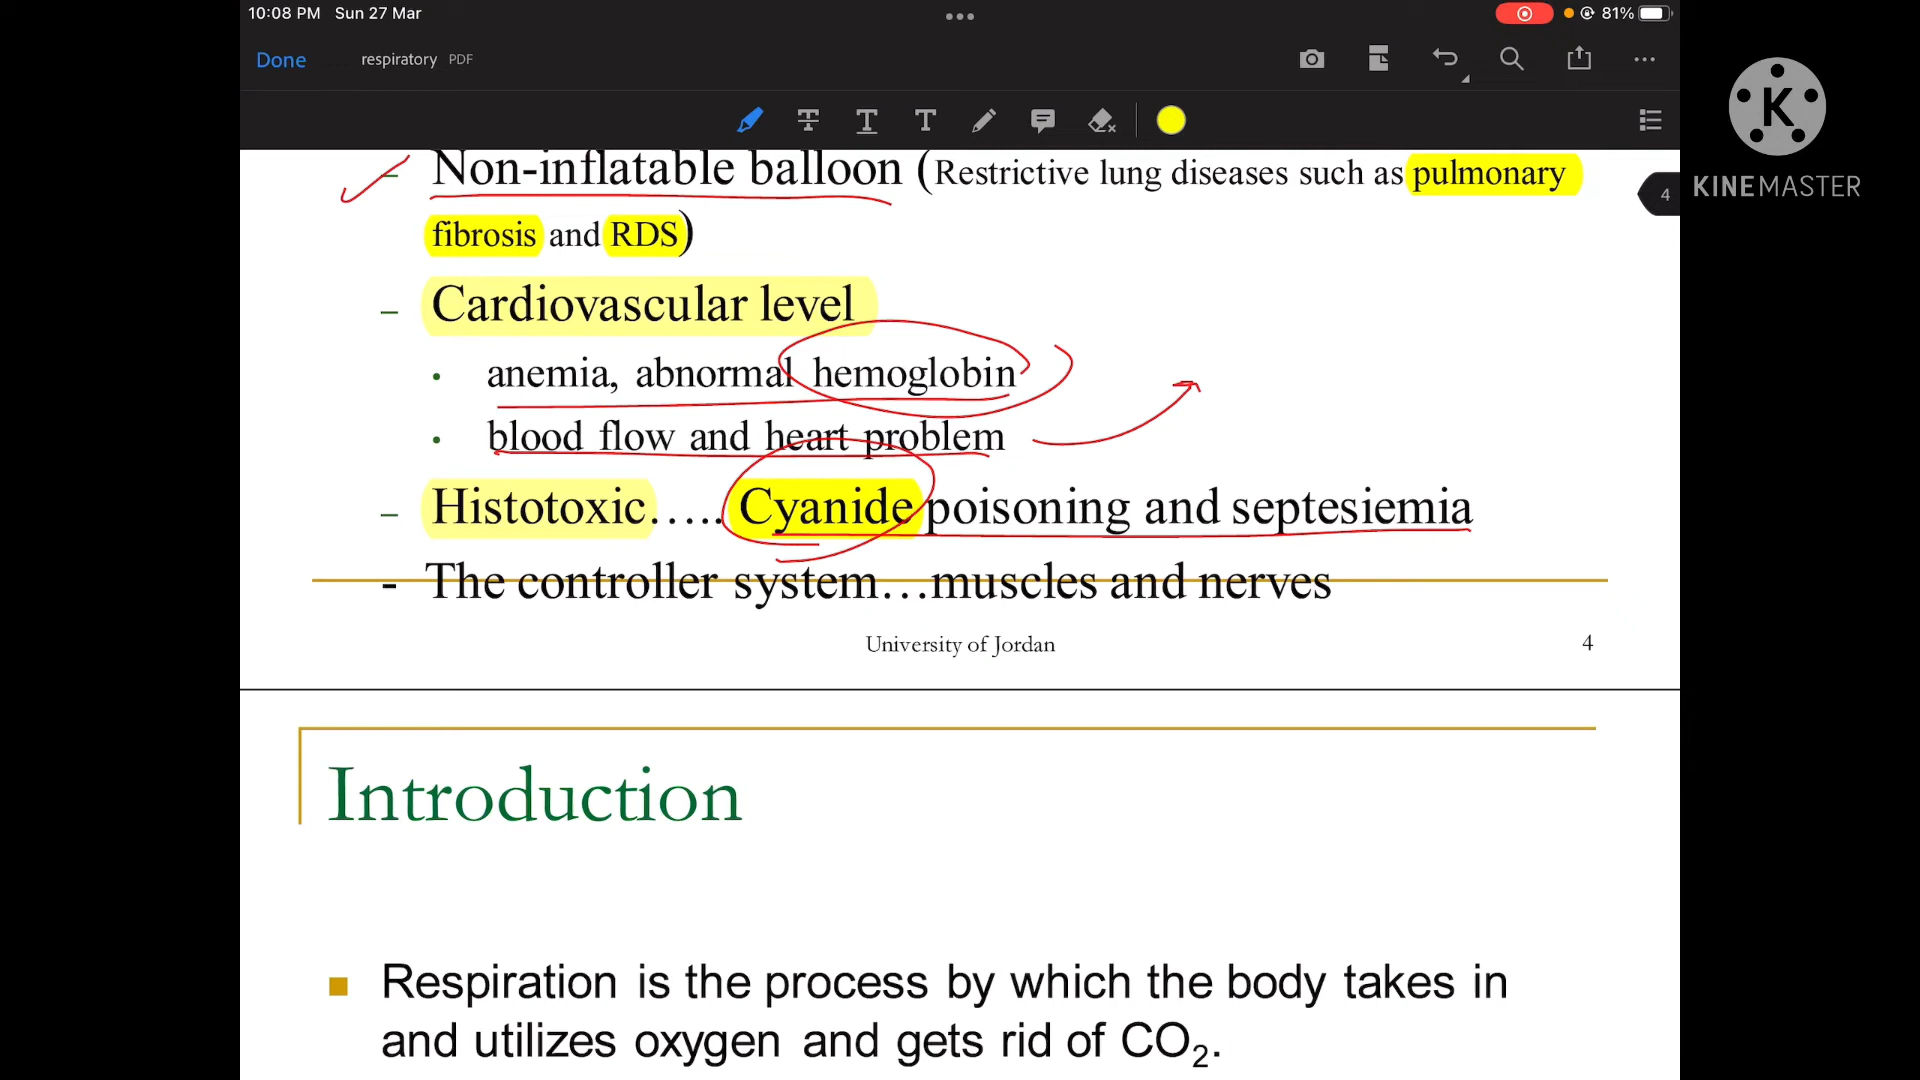 10:08 PM Sun 27 Mar
81%
Done respiratory PDF
K
KINEMASTER
4
– Non-inflatable balloon (Restrictive lung diseases such as pulmonary
fibrosis and RDS)
– Cardiovascular level
• anemia, abnormal hemoglobin
• blood flow and heart problem
– Histotoxic..... Cyanide poisoning and septesiemia
- The controller system…muscles and nerves
University of Jordan
4
Introduction
Respiration is the process by which the body takes in
and utilizes oxygen and gets rid of CO₂.